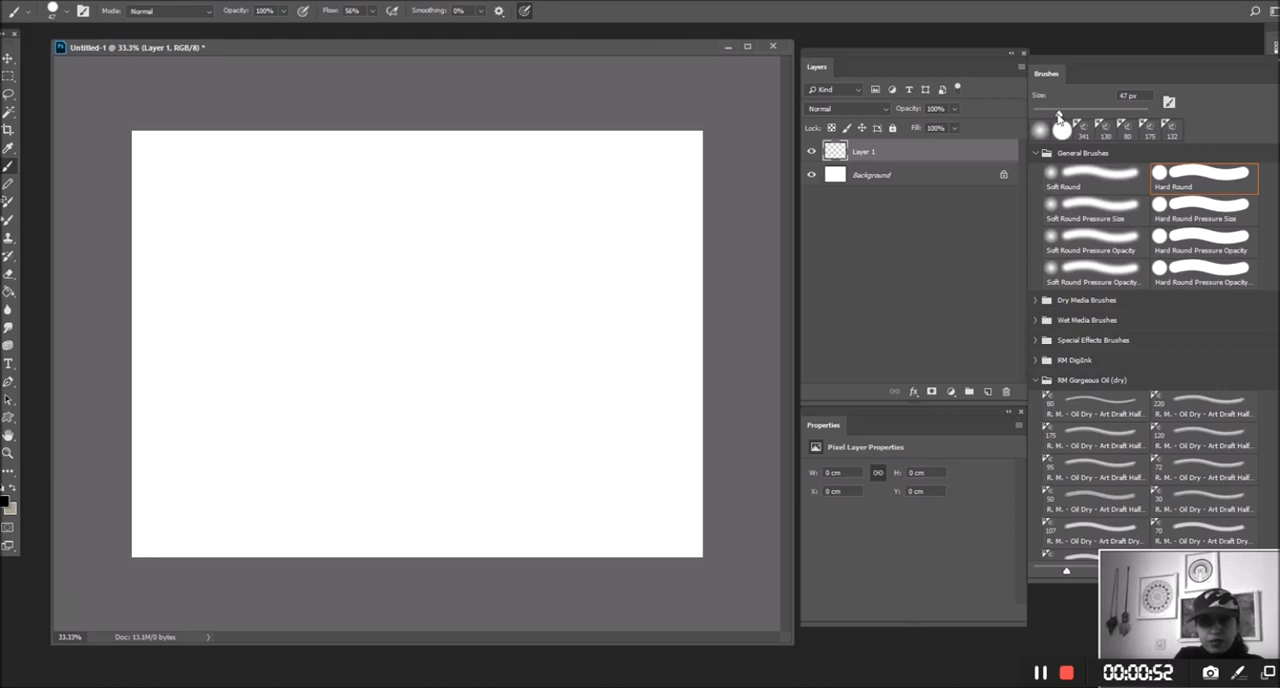 47 Mode: Normal Opacity: 100% Flow: 56% Smoothing: 0%
Untitled-1 @ 33.3% (Layer 1, RGB/8) *
Layers
Kind
Normal Opacity: 100%
Lock: Fill: 100%
Layer 1
Background
Properties
Pixel Layer Properties
W: 0 cm H: 0 cm
X: 0 cm Y: 0 cm
Brushes
Size: 47 px
341 130 80 175 132
General Brushes
Soft Round Hard Round
Soft Round Pressure Size Hard Round Pressure Size
Soft Round Pressure Opacity Hard Round Pressure Opacity
Soft Round Pressure Opacity... Hard Round Pressure Opacity...
Dry Media Brushes
Wet Media Brushes
Special Effects Brushes
RM DigiInk
RM Gorgeous Oil (dry)
80 220
R. M. - Oil Dry - Art Draft Half... R. M. - Oil Dry - Art Draft Half...
175 120
R. M. - Oil Dry - Art Draft Half... R. M. - Oil Dry - Art Draft Half...
95 72
R. M. - Oil Dry - Art Draft Half... R. M. - Oil Dry - Art Draft Half...
50 30
R. M. - Oil Dry - Art Draft Half... R. M. - Oil Dry - Art Draft Half...
107 70
R. M. - Oil Dry - Art Draft Dry... R. M. - Oil Dry - Art Draft Dry...
33.33% Doc: 13.1M/0 bytes
00:00:52